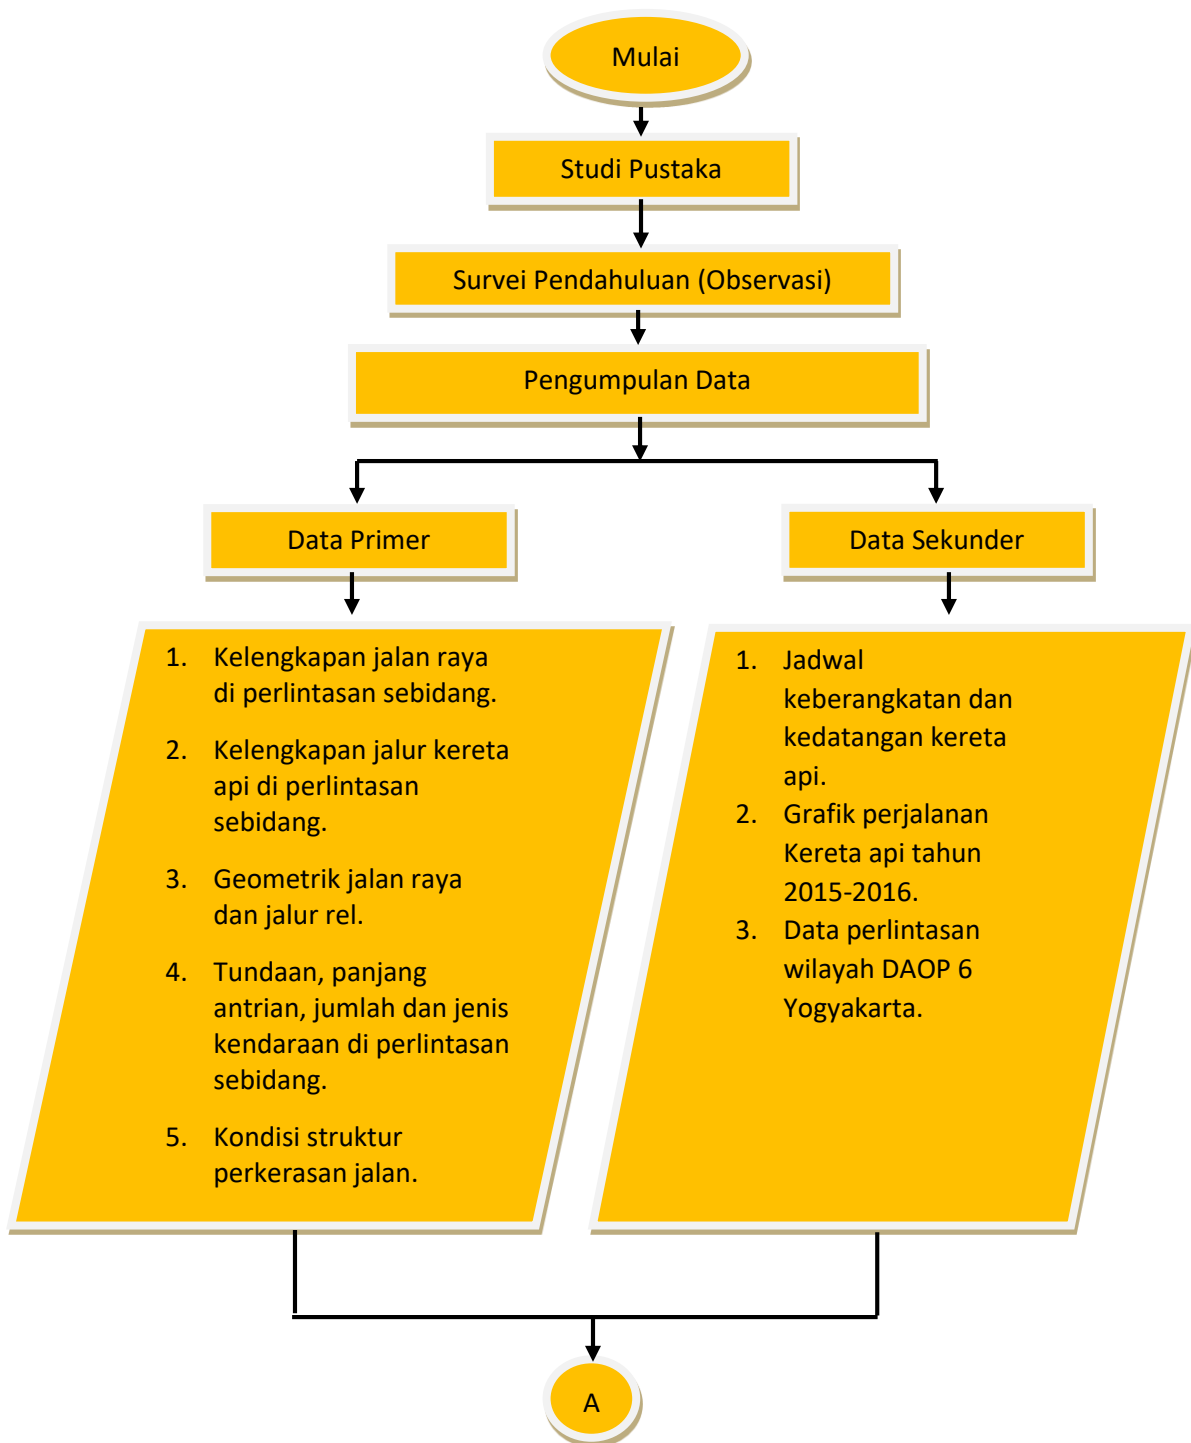 Mulai
Studi Pustaka
Survei Pendahuluan (Observasi)
Pengumpulan Data
Data Primer
Data Sekunder
1. Kelengkapan jalan raya
di perlintasan sebidang.
2. Kelengkapan jalur kereta
api di perlintasan
sebidang.
3. Geometrik jalan raya
dan jalur rel.
4. Tundaan, panjang
antrian, jumlah dan jenis
kendaraan di perlintasan
sebidang.
5. Kondisi struktur
perkerasan jalan.
1. Jadwal
keberangkatan dan
kedatangan kereta
api.
2. Grafik perjalanan
Kereta api tahun
2015-2016.
3. Data perlintasan
wilayah DAOP 6
Yogyakarta.
A